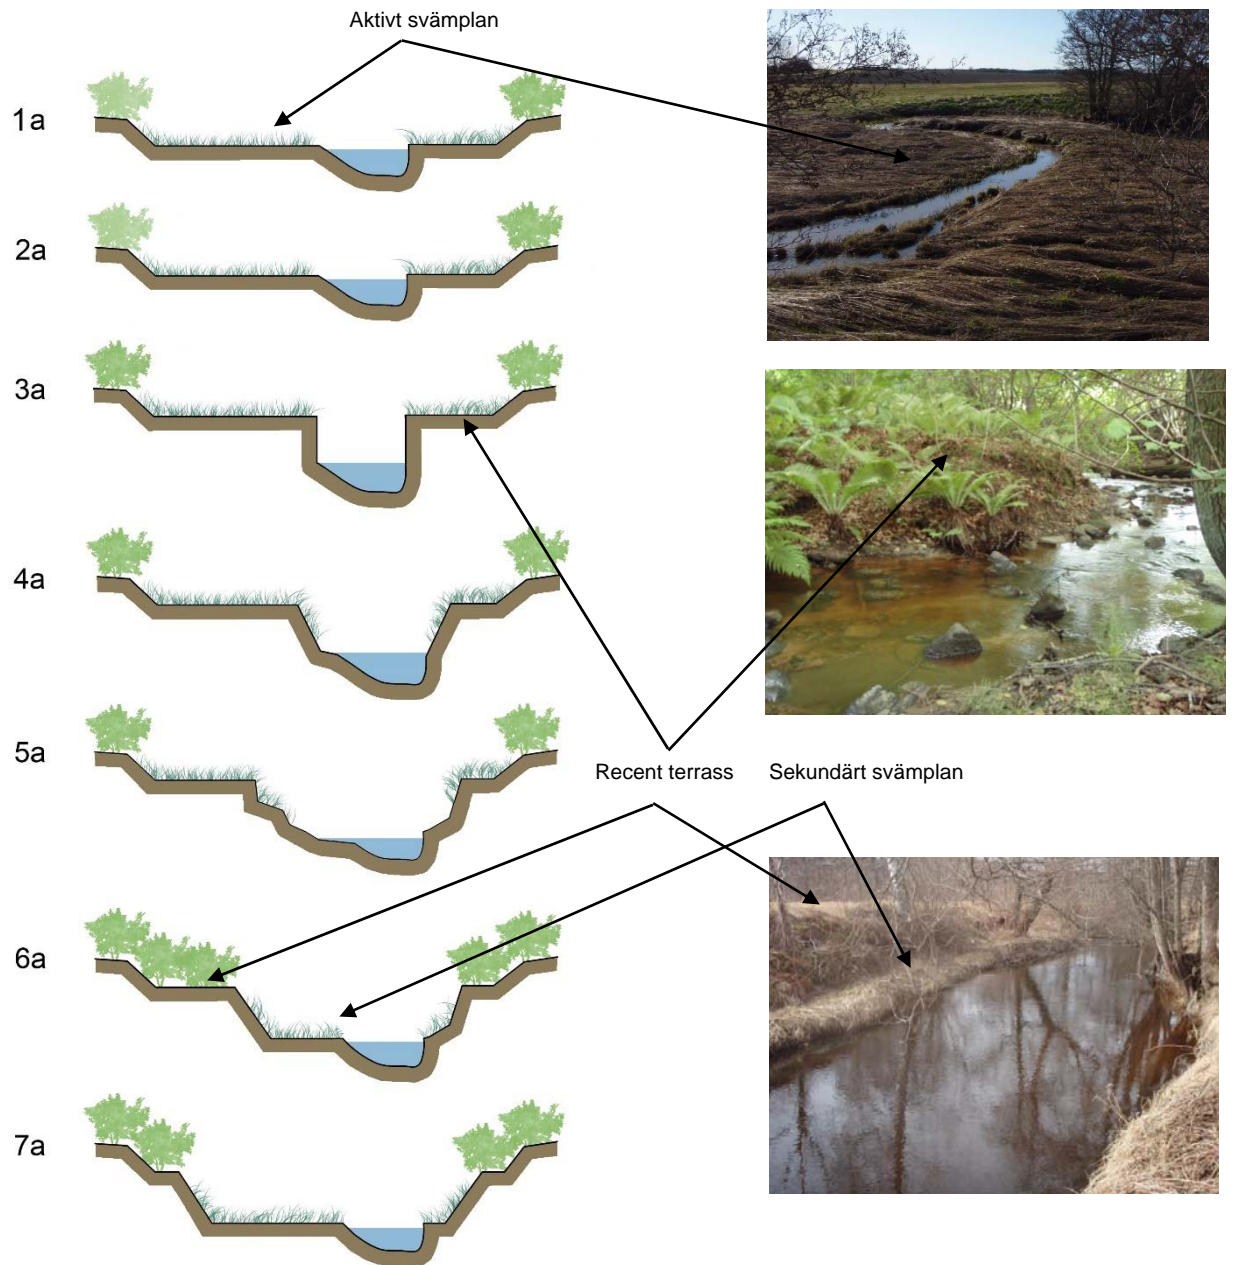 Aktivt svämplan
1a
2a
3a
4a
5a
Recent terrass
Sekundärt svämplan
6a
7a